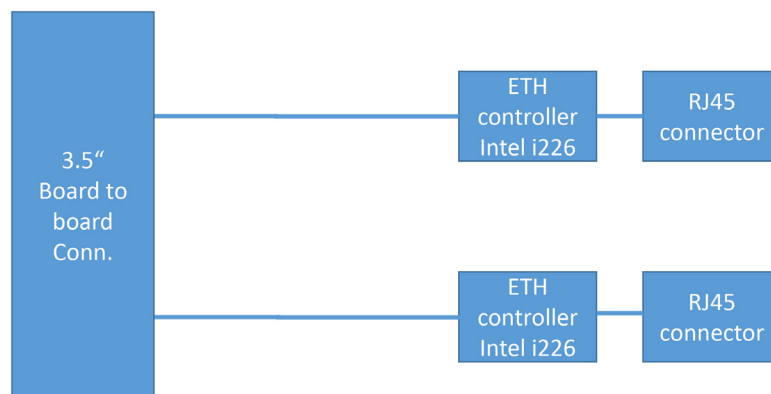 3.5“
Board to
board
Conn.
ETH
controller
Intel i226
RJ45
connector
ETH
controller
Intel i226
RJ45
connector